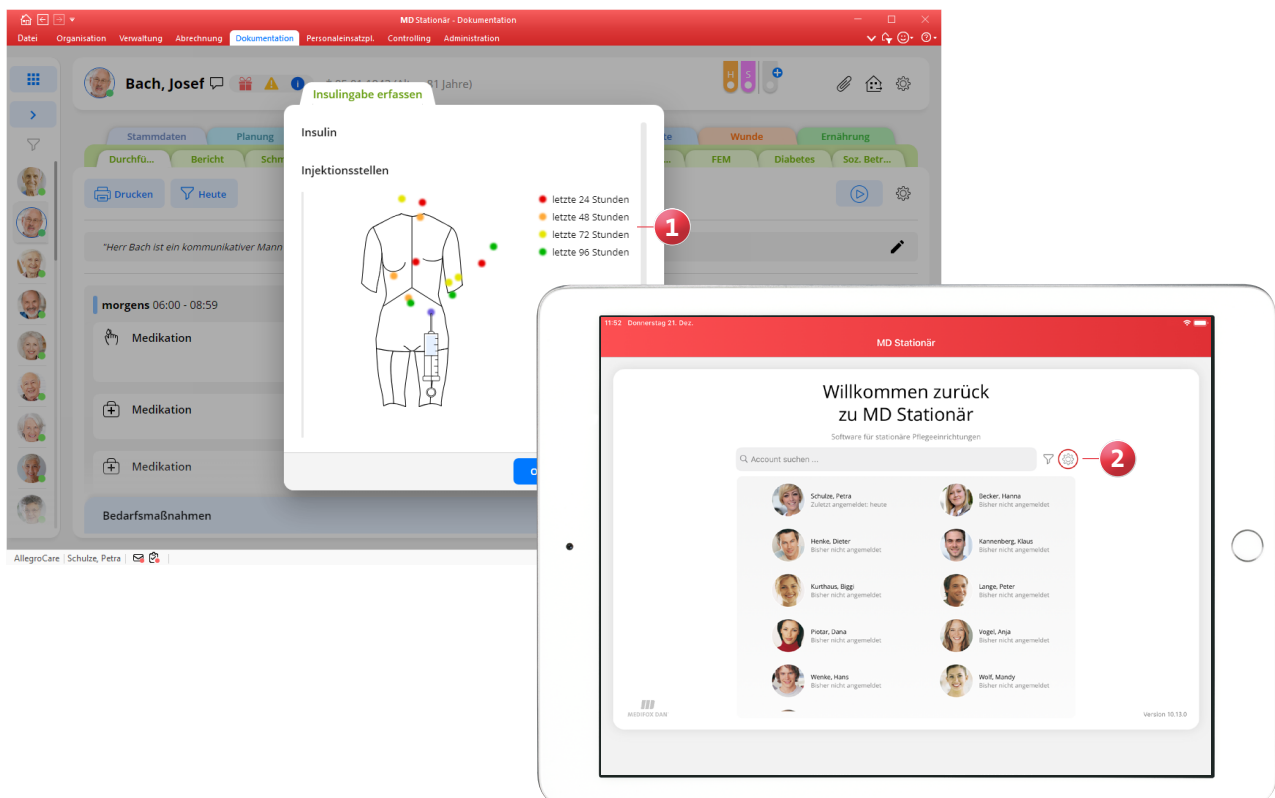 MD Stationär - Dokumentation
Datei Organisation Verwaltung Abrechnung Dokumentation Personaleinsatzpl. Controlling Administration
Bach, Josef
81 Jahre)
H S
Stammdaten Planung
Wunde Ernährung
Durchfü... Bericht
FEM Diabetes Soz. Betr...
Drucken Heute
"Herr Bach ist ein kommunikativer Mann
morgens 06:00 - 08:59
Medikation
Medikation
Medikation
Bedarfsmaßnahmen
AllegroCare Schulze, Petra
Insulingabe erfassen
Insulin
Injektionsstellen
letzte 24 Stunden
letzte 48 Stunden
letzte 72 Stunden
letzte 96 Stunden
1
11:52 Donnerstag 21. Dez.
MD Stationär
Willkommen zurück
zu MD Stationär
Software für stationäre Pflegeeinrichtungen
Account suchen ...
2
Schulze, Petra
Zuletzt angemeldet: heute
Becker, Hanna
Bisher nicht angemeldet
Henke, Dieter
Bisher nicht angemeldet
Kannenberg, Klaus
Bisher nicht angemeldet
Kurthaus, Biggi
Bisher nicht angemeldet
Lange, Peter
Bisher nicht angemeldet
Piotar, Dana
Bisher nicht angemeldet
Vogel, Anja
Bisher nicht angemeldet
Wenke, Hans
Bisher nicht angemeldet
Wolf, Mandy
Bisher nicht angemeldet
MEDIFOX DAN
Version 10.13.0